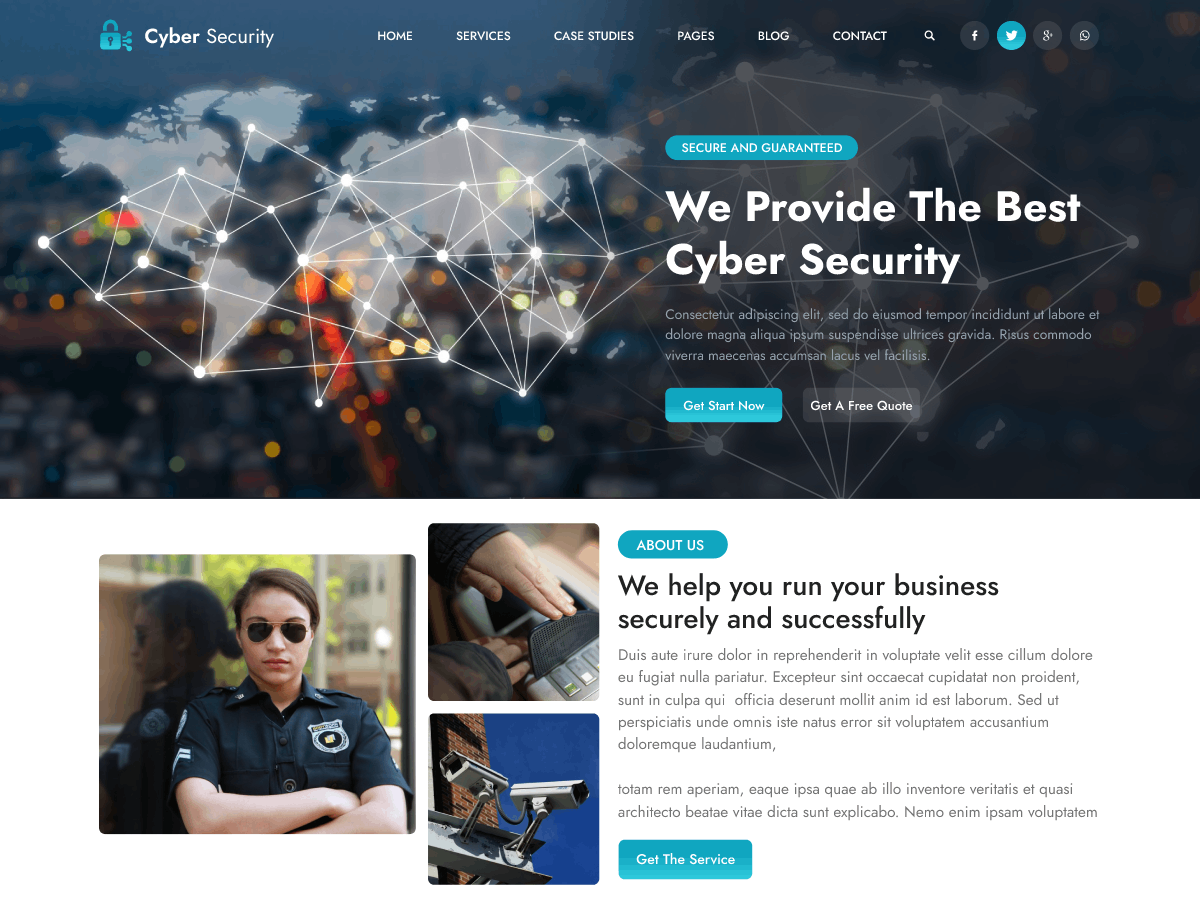 Cyber Security
HOME SERVICES CASE STUDIES PAGES BLOG CONTACT
SECURE AND GUARANTEED
We Provide The Best
Cyber Security
Consectetur adipiscing elit, sed do eiusmod tempor incididunt ut labore et
dolore magna aliqua ipsum suspendisse ultrices gravida. Risus commodo
viverra maecenas accumsan lacus vel facilisis.
Get Start Now
Get A Free Quote
ABOUT US
We help you run your business
securely and successfully
Duis aute irure dolor in reprehenderit in voluptate velit esse cillum dolore
eu fugiat nulla pariatur. Excepteur sint occaecat cupidatat non proident,
sunt in culpa qui officia deserunt mollit anim id est laborum. Sed ut
perspiciatis unde omnis iste natus error sit voluptatem accusantium
doloremque laudantium,
totam rem aperiam, eaque ipsa quae ab illo inventore veritatis et quasi
architecto beatae vitae dicta sunt explicabo. Nemo enim ipsam voluptatem
Get The Service